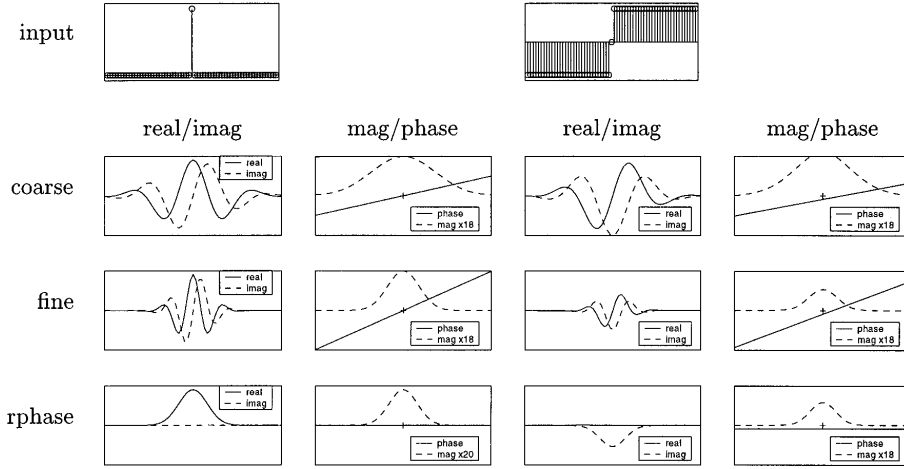 input
real/imag mag/phase real/imag mag/phase
coarse
real
imag
phase
mag x18
real
imag
phase
mag x18
fine
real
imag
phase
mag x18
real
imag
phase
mag x18
rphase
real
imag
phase
mag x20
real
imag
phase
mag x18